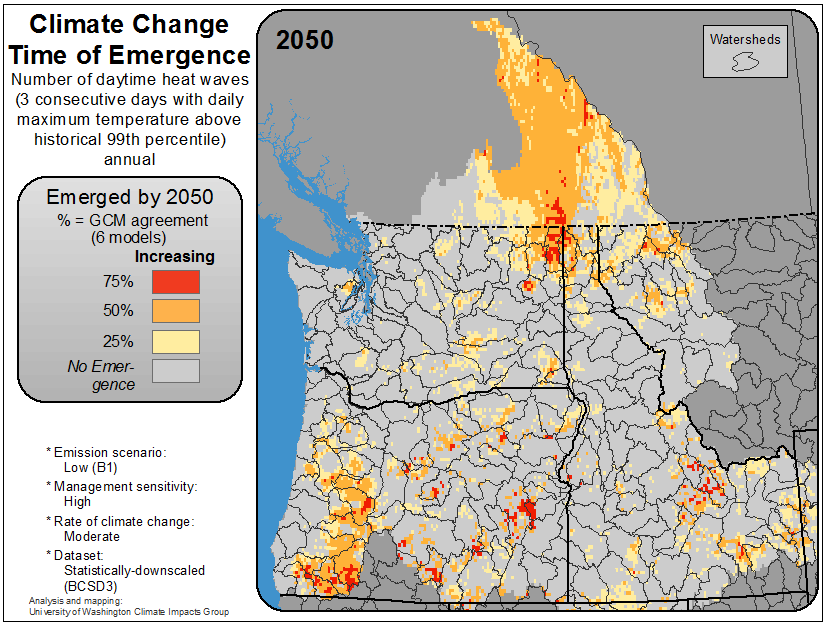 Climate Change
Time of Emergence
Number of daytime heat waves
(3 consecutive days with daily
maximum temperature above
historical 99th percentile)
annual
Emerged by 2050
% = GCM agreement
(6 models)
Increasing
75%
50%
25%
No Emer-
gence
* Emission scenario:
Low (B1)
* Management sensitivity:
High
* Rate of climate change:
Moderate
* Dataset:
Statistically-downscaled
(BCSD3)
Analysis and mapping:
University of Washington Climate Impacts Group
2050
Watersheds